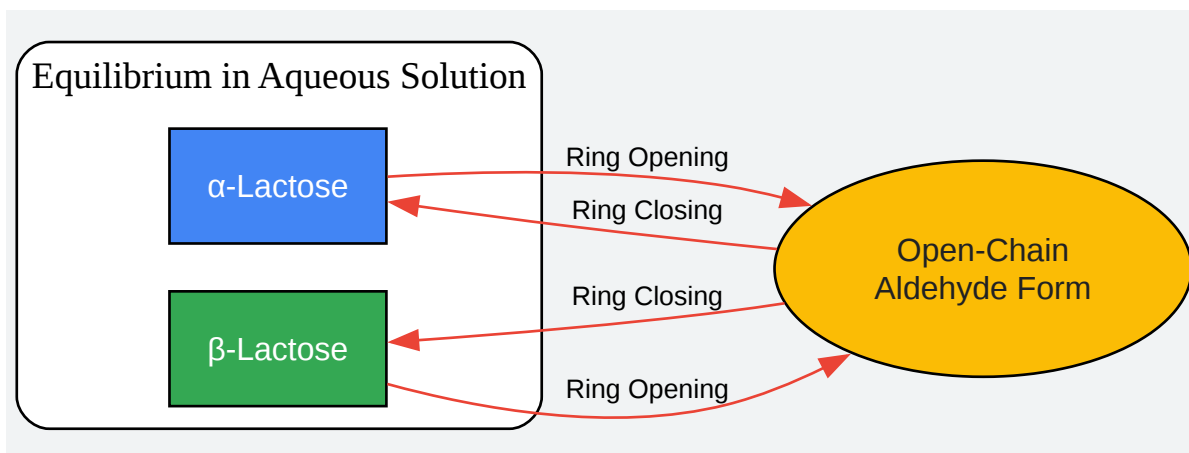 Equilibrium in Aqueous Solution
α-Lactose
β-Lactose
Ring Opening
Ring Closing
Ring Closing
Ring Opening
Open-Chain
Aldehyde Form